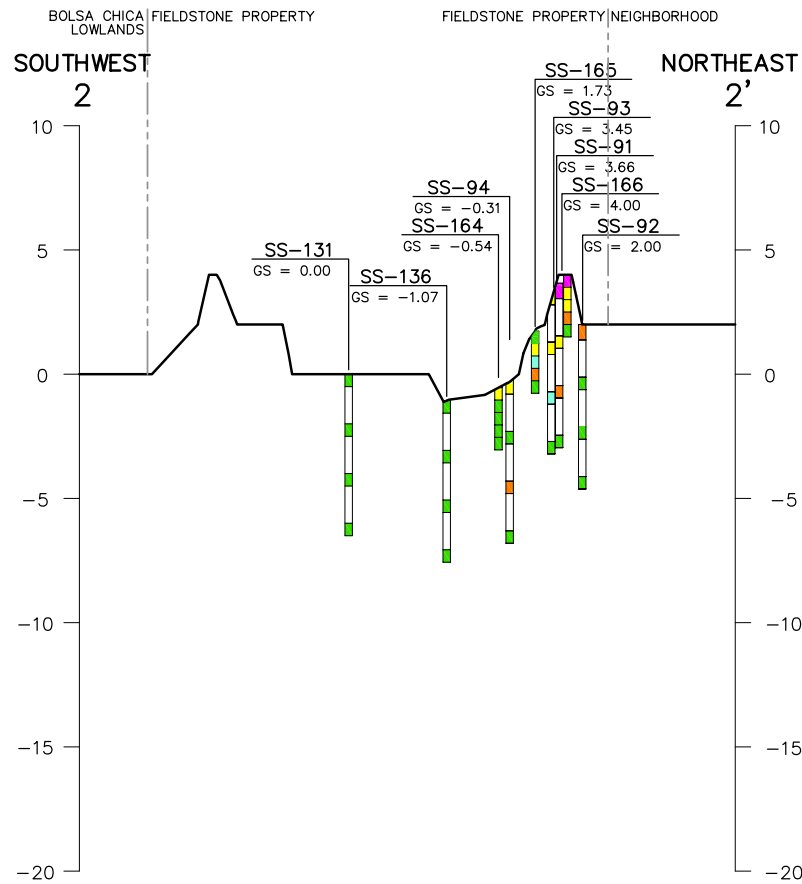 BOLSA CHICA
LOWLANDS
FIELDSTONE PROPERTY
FIELDSTONE PROPERTY
NEIGHBORHOOD
SOUTHWEST
2
NORTHEAST
2'
SS-165
GS = 1.73
SS-93
GS = 3.45
SS-91
GS = 3.66
SS-166
GS = 4.00
SS-92
GS = 2.00
SS-94
GS = -0.31
SS-164
GS = -0.54
SS-131
GS = 0.00
SS-136
GS = -1.07
10
5
0
-5
-10
-15
-20
10
5
0
-5
-10
-15
-20